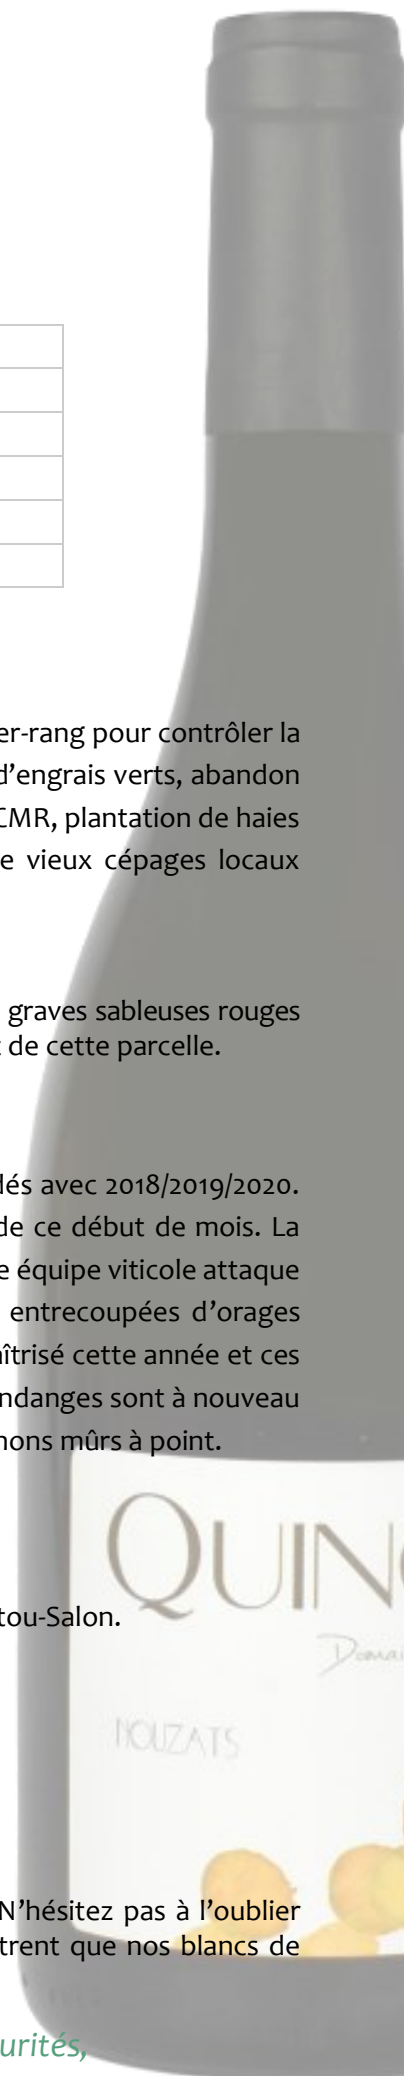 er-rang pour contrôler la
d’engrais verts, abandon
CMR, plantation de haies
e vieux cépages locaux
graves sableuses rouges
t de cette parcelle.
dés avec 2018/2019/2020.
de ce début de mois. La
e équipe viticole attaque
entrecoupées d’orages
aîtrisé cette année et ces
endanges sont à nouveau
nons mûrs à point.
QUIN
Domai
NOUZATS
tou-Salon.
N’hésitez pas à l’oublier
trent que nos blancs de
urités,